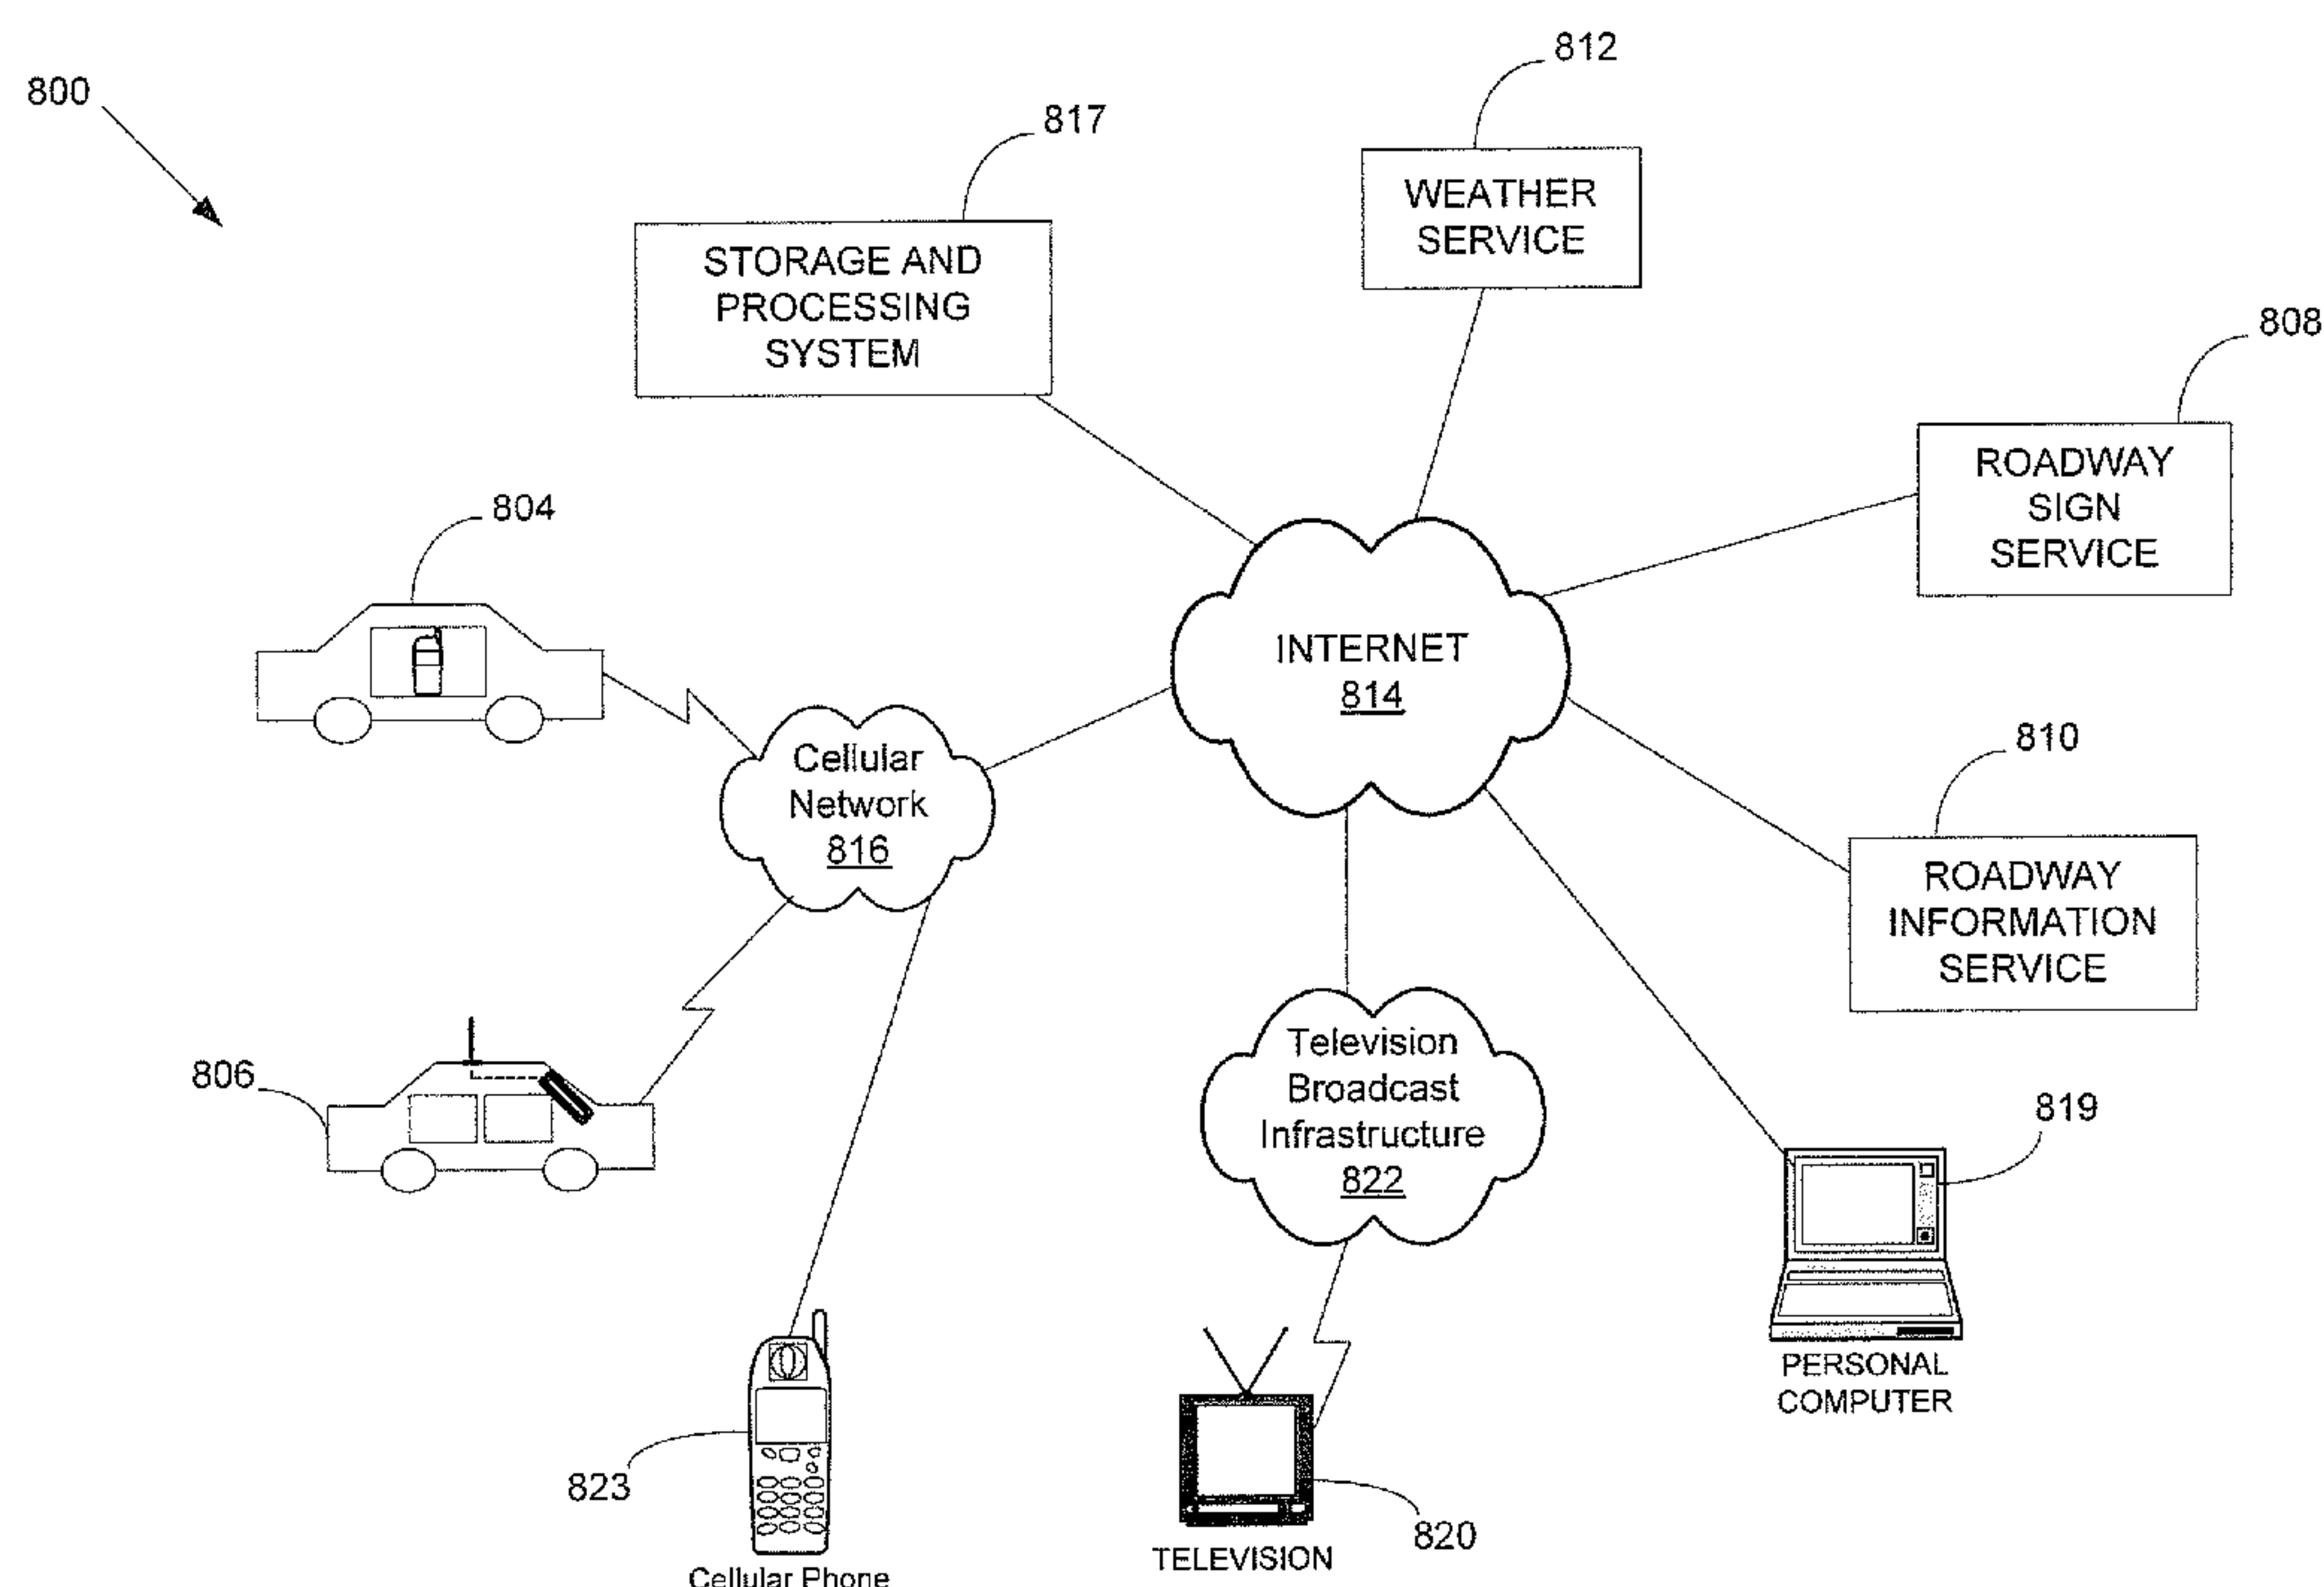 800
812
817
WEATHER
SERVICE
STORAGE AND
PROCESSING
SYSTEM
808
ROADWAY
SIGN
SERVICE
804
INTERNET
814
810
Cellular
Network
816
ROADWAY
INFORMATION
SERVICE
Television
Broadcast
Infrastructure
822
806
819
PERSONAL
COMPUTER
823
820
TELEVISION
Cellular Phone